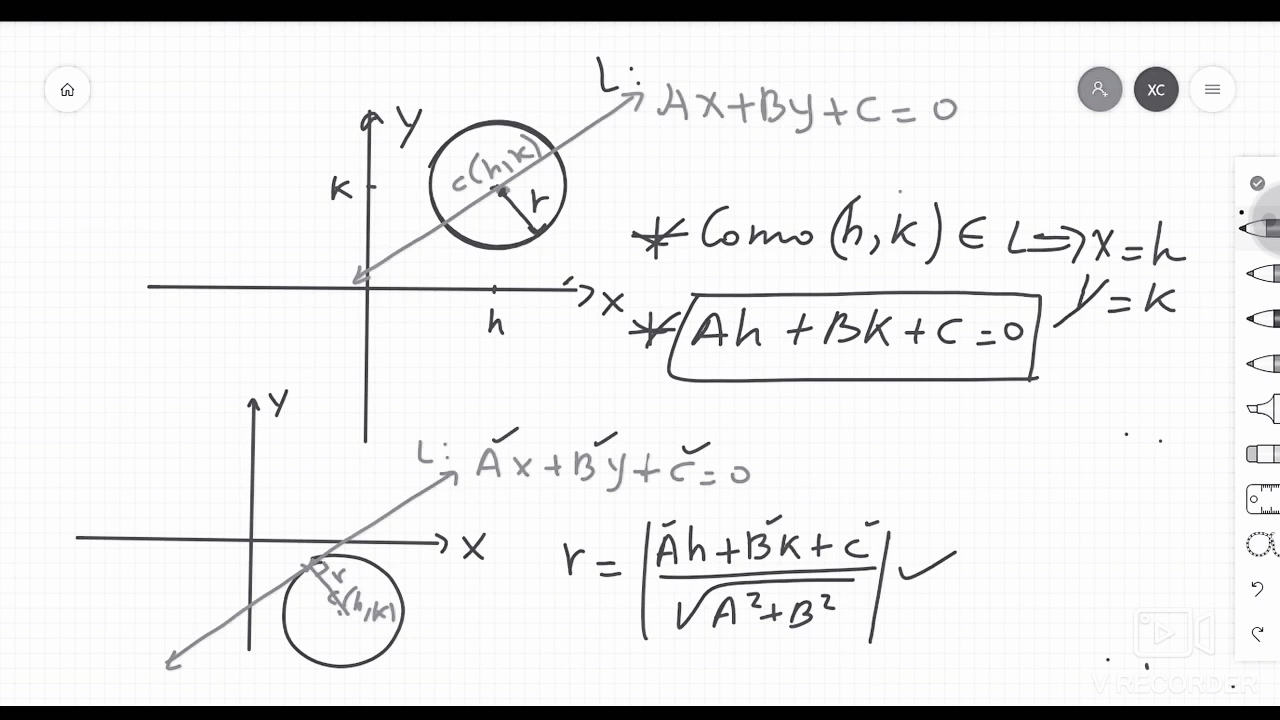 L:
y
Ax+By+C=0
XC
c(h,k)
k
r
* Como (h,k) ∈ L ⇒ x=h
y=k
x
h
* Ah+Bk+C=0
y
L: Ax+By+C=0
x
r=|Ah+Bk+C/√A²+B²| ✓
r
c(h,k)
V RECORDER